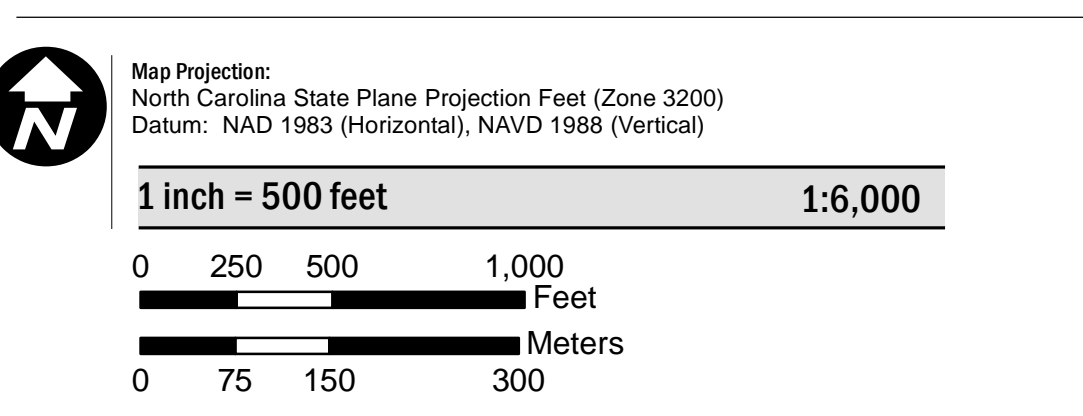 N
Map Projection:
North Carolina State Plane Projection Feet (Zone 3200)
Datum: NAD 1983 (Horizontal), NAVD 1988 (Vertical)
1 inch = 500 feet 1:6,000
0 250 500 1,000
Feet
Meters
0 75 150 300